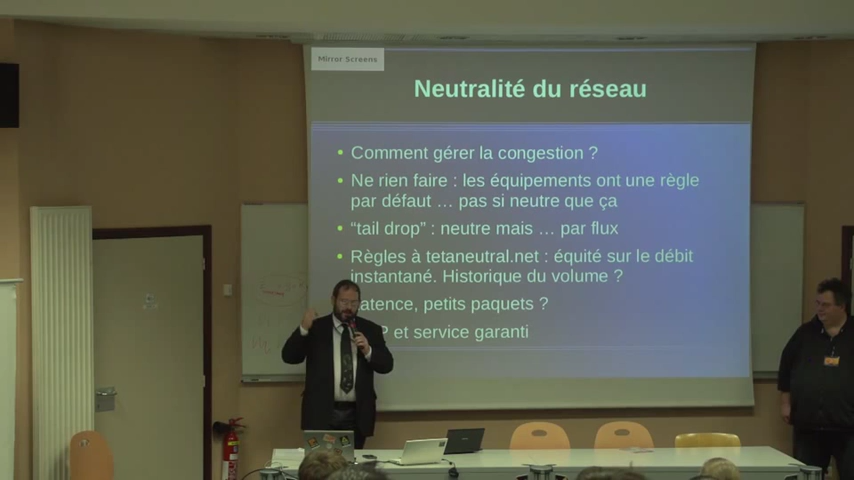 Mirror Screens
Neutralité du réseau
• Comment gérer la congestion ?
• Ne rien faire : les équipements ont une règle
par défaut … pas si neutre que ça
• “tail drop” : neutre mais … par flux
• Règles à tetaneutral.net : équité sur le débit
instantané. Historique du volume ?
atence, petits paquets ?
P et service garanti